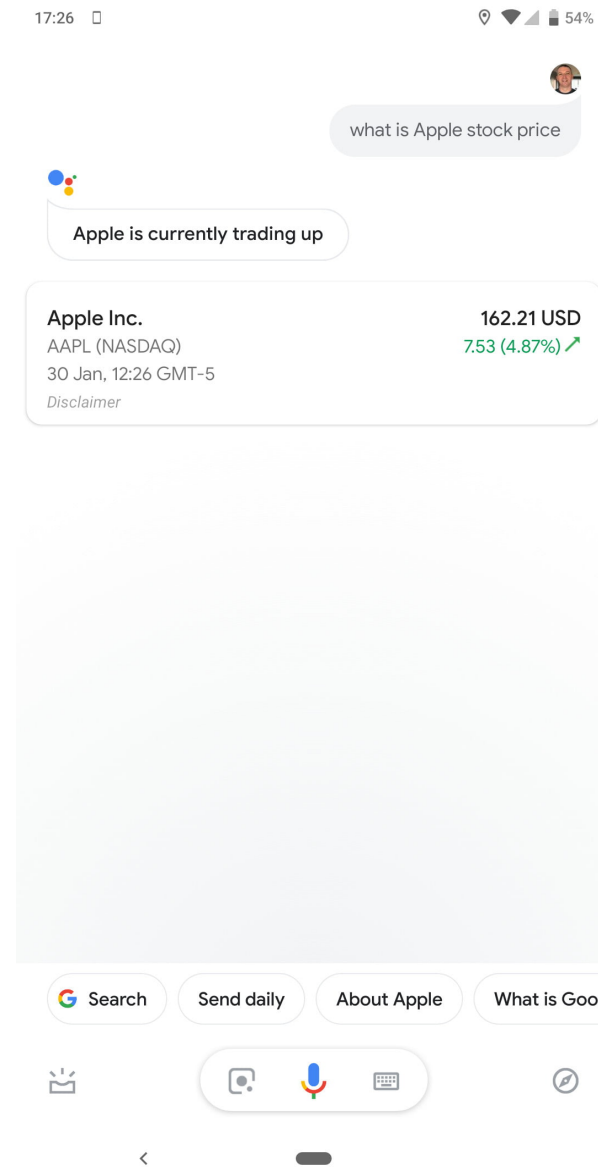 17:26
54%
what is Apple stock price
Apple is currently trading up
Apple Inc.
162.21 USD
AAPL (NASDAQ)
7.53 (4.87%)
30 Jan, 12:26 GMT-5
Disclaimer
Search
Send daily
About Apple
What is Goo